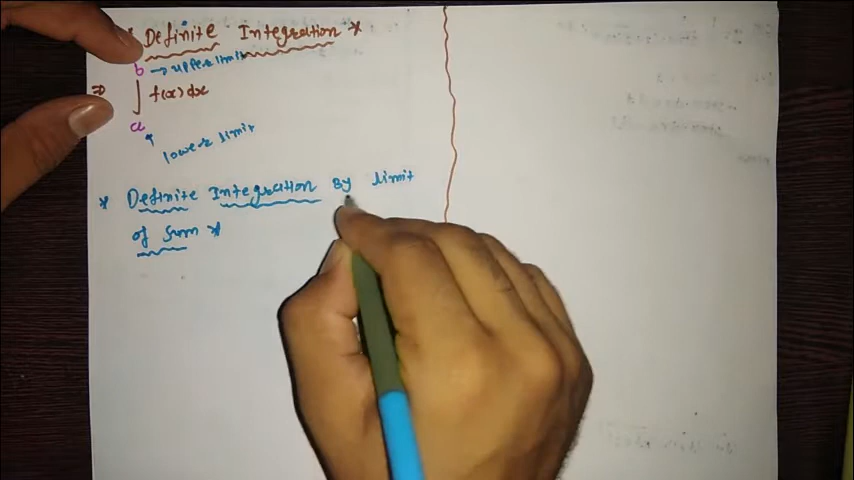 * Definite Integration *
b → upper limit
⇒ ∫ f(x) dx
a
↑
lower limit
* Definite Integration By limit
of sum *